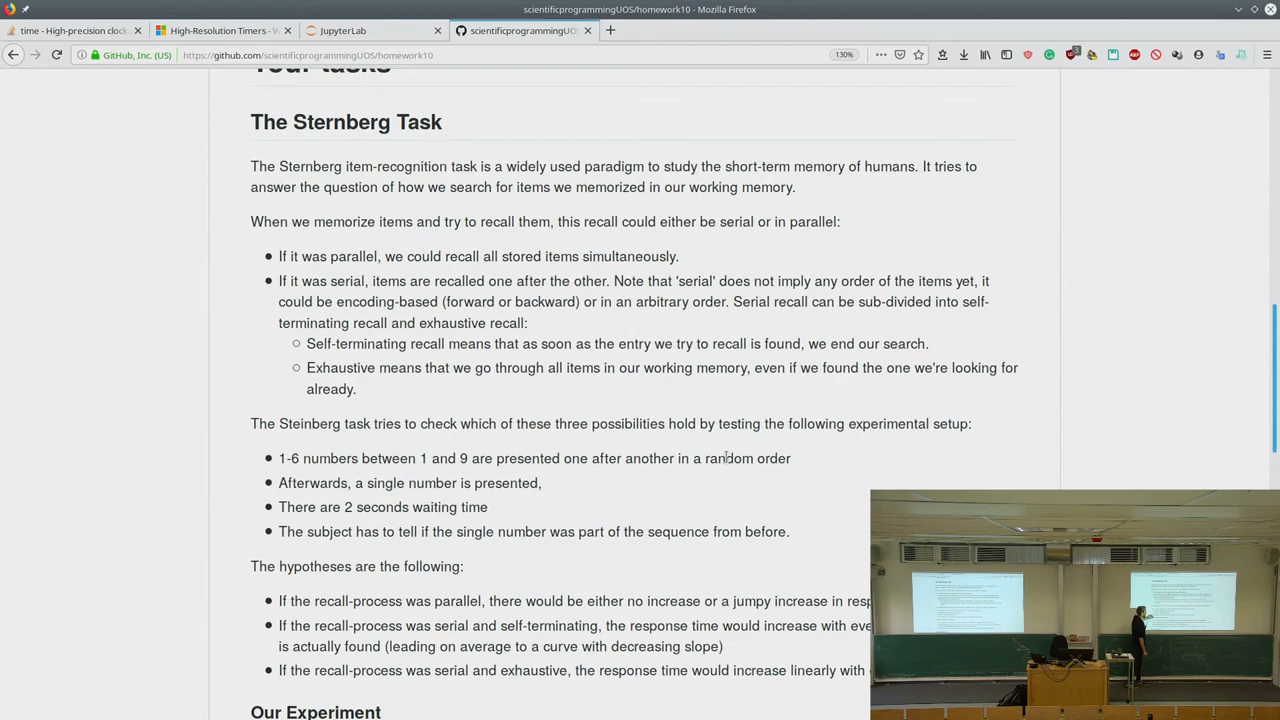 scientificprogrammingUOS/homework10 - Mozilla Firefox
time - High-precision clock
High-Resolution Timers - W
JupyterLab
scientificprogrammingUOS/h
GitHub, Inc. (US)
https://github.com/scientificprogrammingUOS/homework10
130%
Your tasks
The Sternberg Task
The Sternberg item-recognition task is a widely used paradigm to study the short-term memory of humans. It tries to
answer the question of how we search for items we memorized in our working memory.
When we memorize items and try to recall them, this recall could either be serial or in parallel:
If it was parallel, we could recall all stored items simultaneously.
If it was serial, items are recalled one after the other. Note that 'serial' does not imply any order of the items yet, it
could be encoding-based (forward or backward) or in an arbitrary order. Serial recall can be sub-divided into self-
terminating recall and exhaustive recall:
Self-terminating recall means that as soon as the entry we try to recall is found, we end our search.
Exhaustive means that we go through all items in our working memory, even if we found the one we're looking for
already.
The Steinberg task tries to check which of these three possibilities hold by testing the following experimental setup:
1-6 numbers between 1 and 9 are presented one after another in a random order
Afterwards, a single number is presented,
There are 2 seconds waiting time
The subject has to tell if the single number was part of the sequence from before.
The hypotheses are the following:
If the recall-process was parallel, there would be either no increase or a jumpy increase in resp
If the recall-process was serial and self-terminating, the response time would increase with eve
is actually found (leading on average to a curve with decreasing slope)
If the recall-process was serial and exhaustive, the response time would increase linearly with
Our Experiment